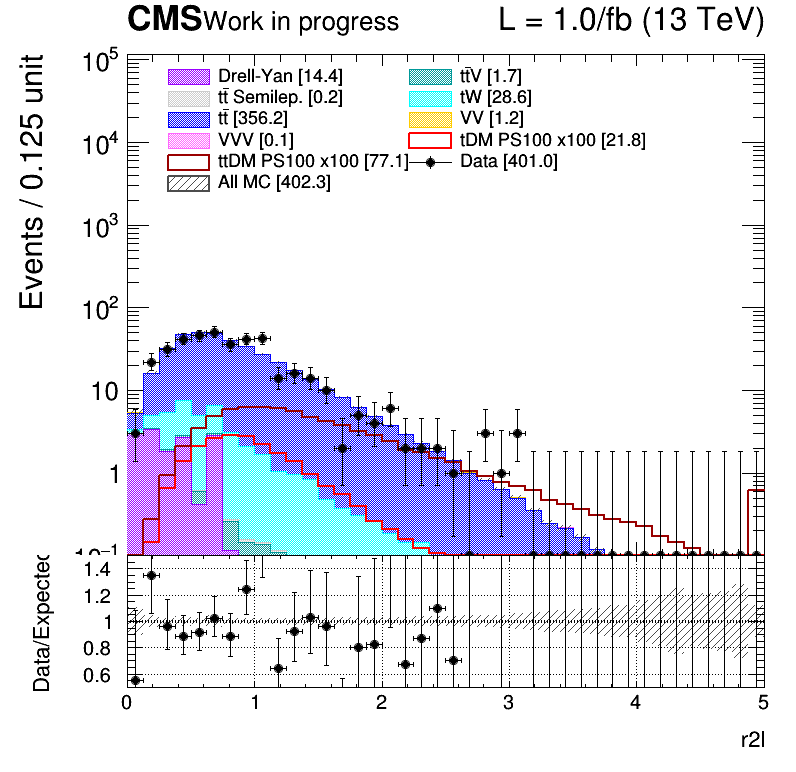 CMS Work in progress L = 1.0/fb (13 TeV)
Events / 0.125 unit
10⁵
10⁴
10³
10²
10
1
10⁻¹
Drell-Yan [14.4] tt̄V [1.7]
tt̄ Semilep. [0.2] tW [28.6]
tt̄ [356.2] VV [1.2]
VVV [0.1] tDM PS100 x100 [21.8]
ttDM PS100 x100 [77.1] Data [401.0]
All MC [402.3]
Data/Expected
1.4
1.2
1
0.8
0.6
0 1 2 3 4 5
r2l